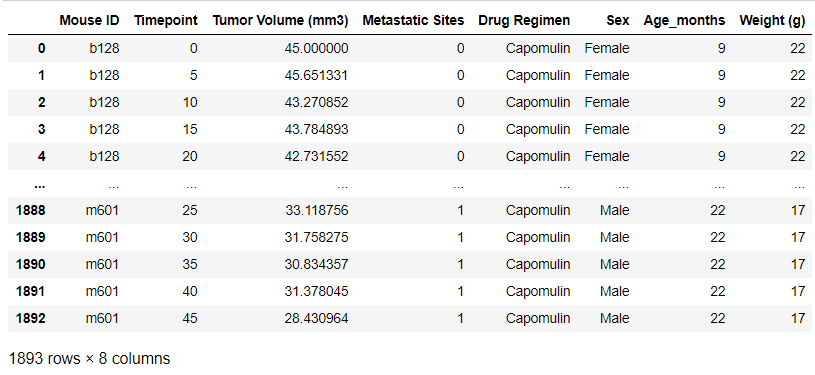 Mouse ID Timepoint Tumor Volume (mm3) Metastatic Sites Drug Regimen Sex Age_months Weight (g)
0 b128 0 45.000000 0 Capomulin Female 9 22
1 b128 5 45.651331 0 Capomulin Female 9 22
2 b128 10 43.270852 0 Capomulin Female 9 22
3 b128 15 43.784893 0 Capomulin Female 9 22
4 b128 20 42.731552 0 Capomulin Female 9 22
... ... ... ... ... ... ... ... ...
1888 m601 25 33.118756 1 Capomulin Male 22 17
1889 m601 30 31.758275 1 Capomulin Male 22 17
1890 m601 35 30.834357 1 Capomulin Male 22 17
1891 m601 40 31.378045 1 Capomulin Male 22 17
1892 m601 45 28.430964 1 Capomulin Male 22 17
1893 rows × 8 columns